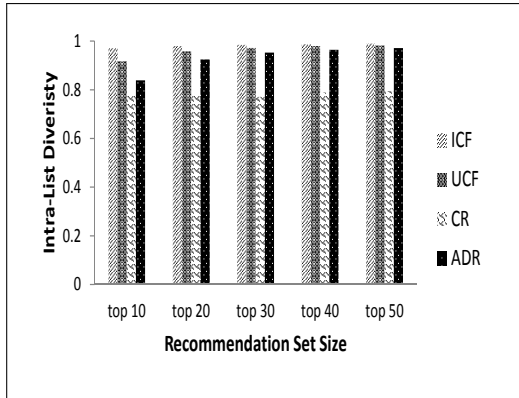 Intra-List Diveristy
1
0.8
0.6
0.4
0.2
0
top 10
top 20
top 30
top 40
top 50
Recommendation Set Size
ICF
UCF
CR
ADR